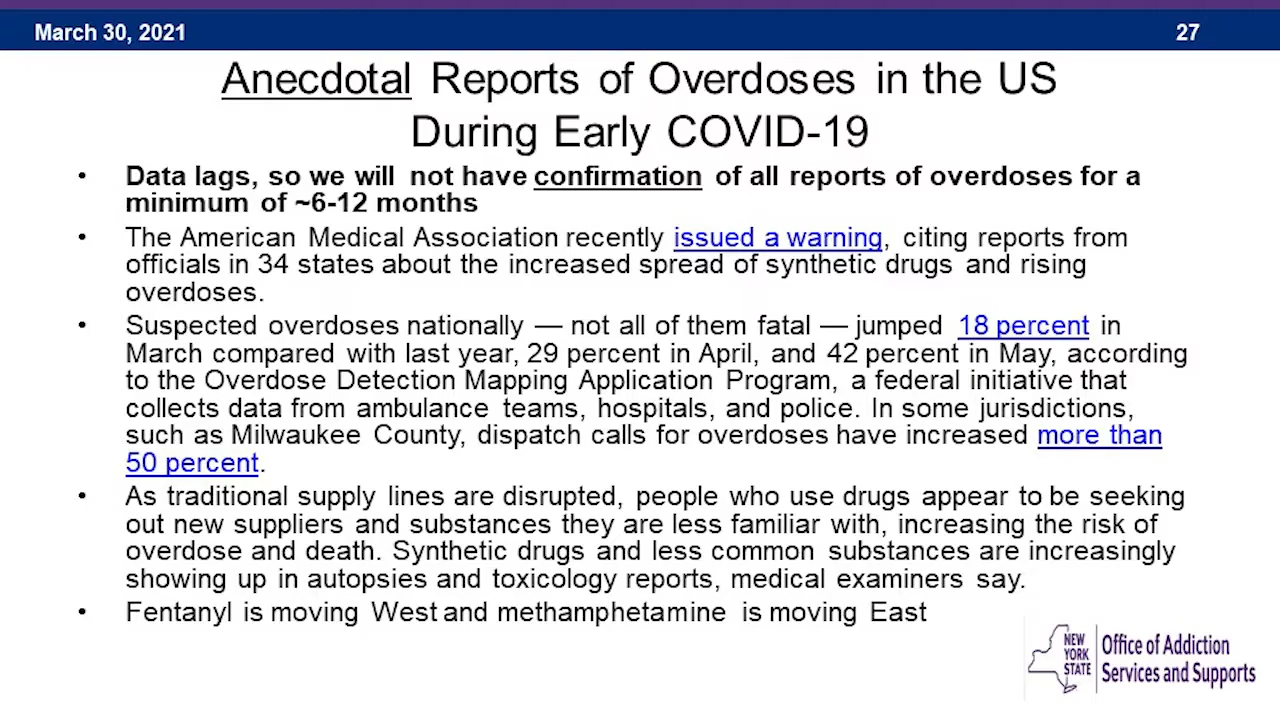 March 30, 2021
27
Anecdotal Reports of Overdoses in the US
During Early COVID-19
• Data lags, so we will not have confirmation of all reports of overdoses for a
minimum of ~6-12 months
• The American Medical Association recently issued a warning, citing reports from
officials in 34 states about the increased spread of synthetic drugs and rising
overdoses.
• Suspected overdoses nationally — not all of them fatal — jumped 18 percent in
March compared with last year, 29 percent in April, and 42 percent in May, according
to the Overdose Detection Mapping Application Program, a federal initiative that
collects data from ambulance teams, hospitals, and police. In some jurisdictions,
such as Milwaukee County, dispatch calls for overdoses have increased more than
50 percent.
• As traditional supply lines are disrupted, people who use drugs appear to be seeking
out new suppliers and substances they are less familiar with, increasing the risk of
overdose and death. Synthetic drugs and less common substances are increasingly
showing up in autopsies and toxicology reports, medical examiners say.
• Fentanyl is moving West and methamphetamine is moving East
NEW
YORK
STATE
Office of Addiction
Services and Supports